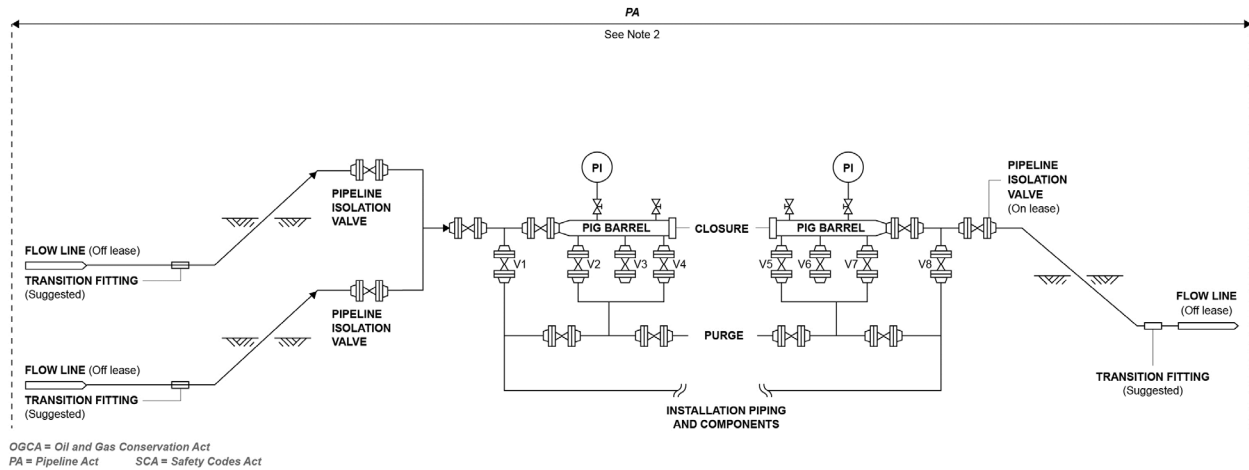 PA
See Note 2
PI
PI
PIPELINE
ISOLATION
VALVE
(On lease)
PIPELINE
ISOLATION
VALVE
PIG BARREL
CLOSURE
PIG BARREL
FLOW LINE (Off lease)
TRANSITION FITTING
(Suggested)
V1
V2
V3
V4
V5
V6
V7
V8
FLOW LINE
(Off lease)
PIPELINE
ISOLATION
VALVE
PURGE
FLOW LINE (Off lease)
TRANSITION FITTING
(Suggested)
TRANSITION FITTING
(Suggested)
INSTALLATION PIPING
AND COMPONENTS
OGCA = Oil and Gas Conservation Act
PA = Pipeline Act SCA = Safety Codes Act